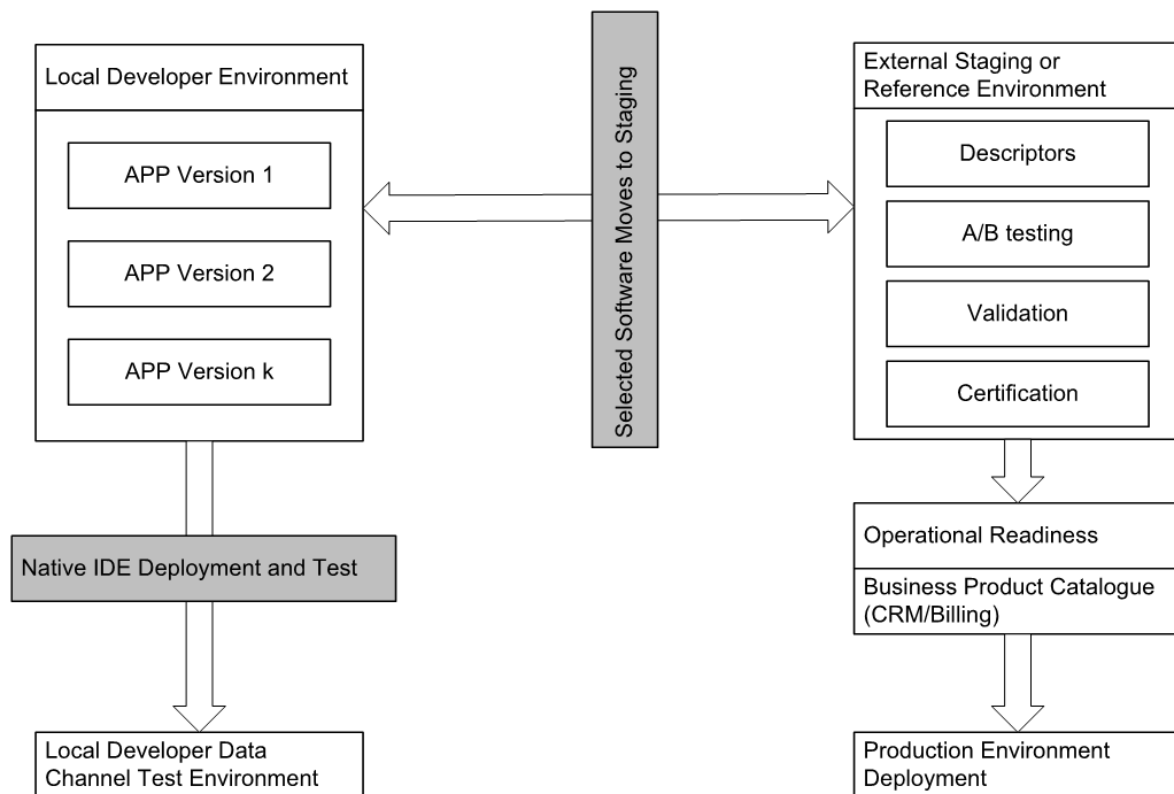 Local Developer Environment
APP Version 1
APP Version 2
APP Version k
Native IDE Deployment and Test
Local Developer Data
Channel Test Environment
Selected Software Moves to Staging
External Staging or
Reference Environment
Descriptors
A/B testing
Validation
Certification
Operational Readiness
Business Product Catalogue
(CRM/Billing)
Production Environment
Deployment